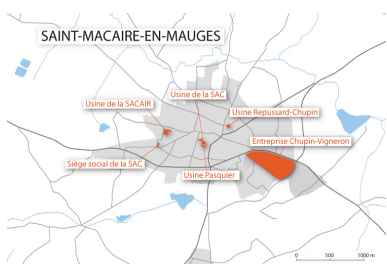 SAINT-MACAIRE-EN-MAUGES
Usine de la SAC
Usine de la SACAIR
Usine Repussard-Chupin
Entreprise Chupin-Vigneron
Siège social de la SAC
Usine Pasquier
0 500 1000 m